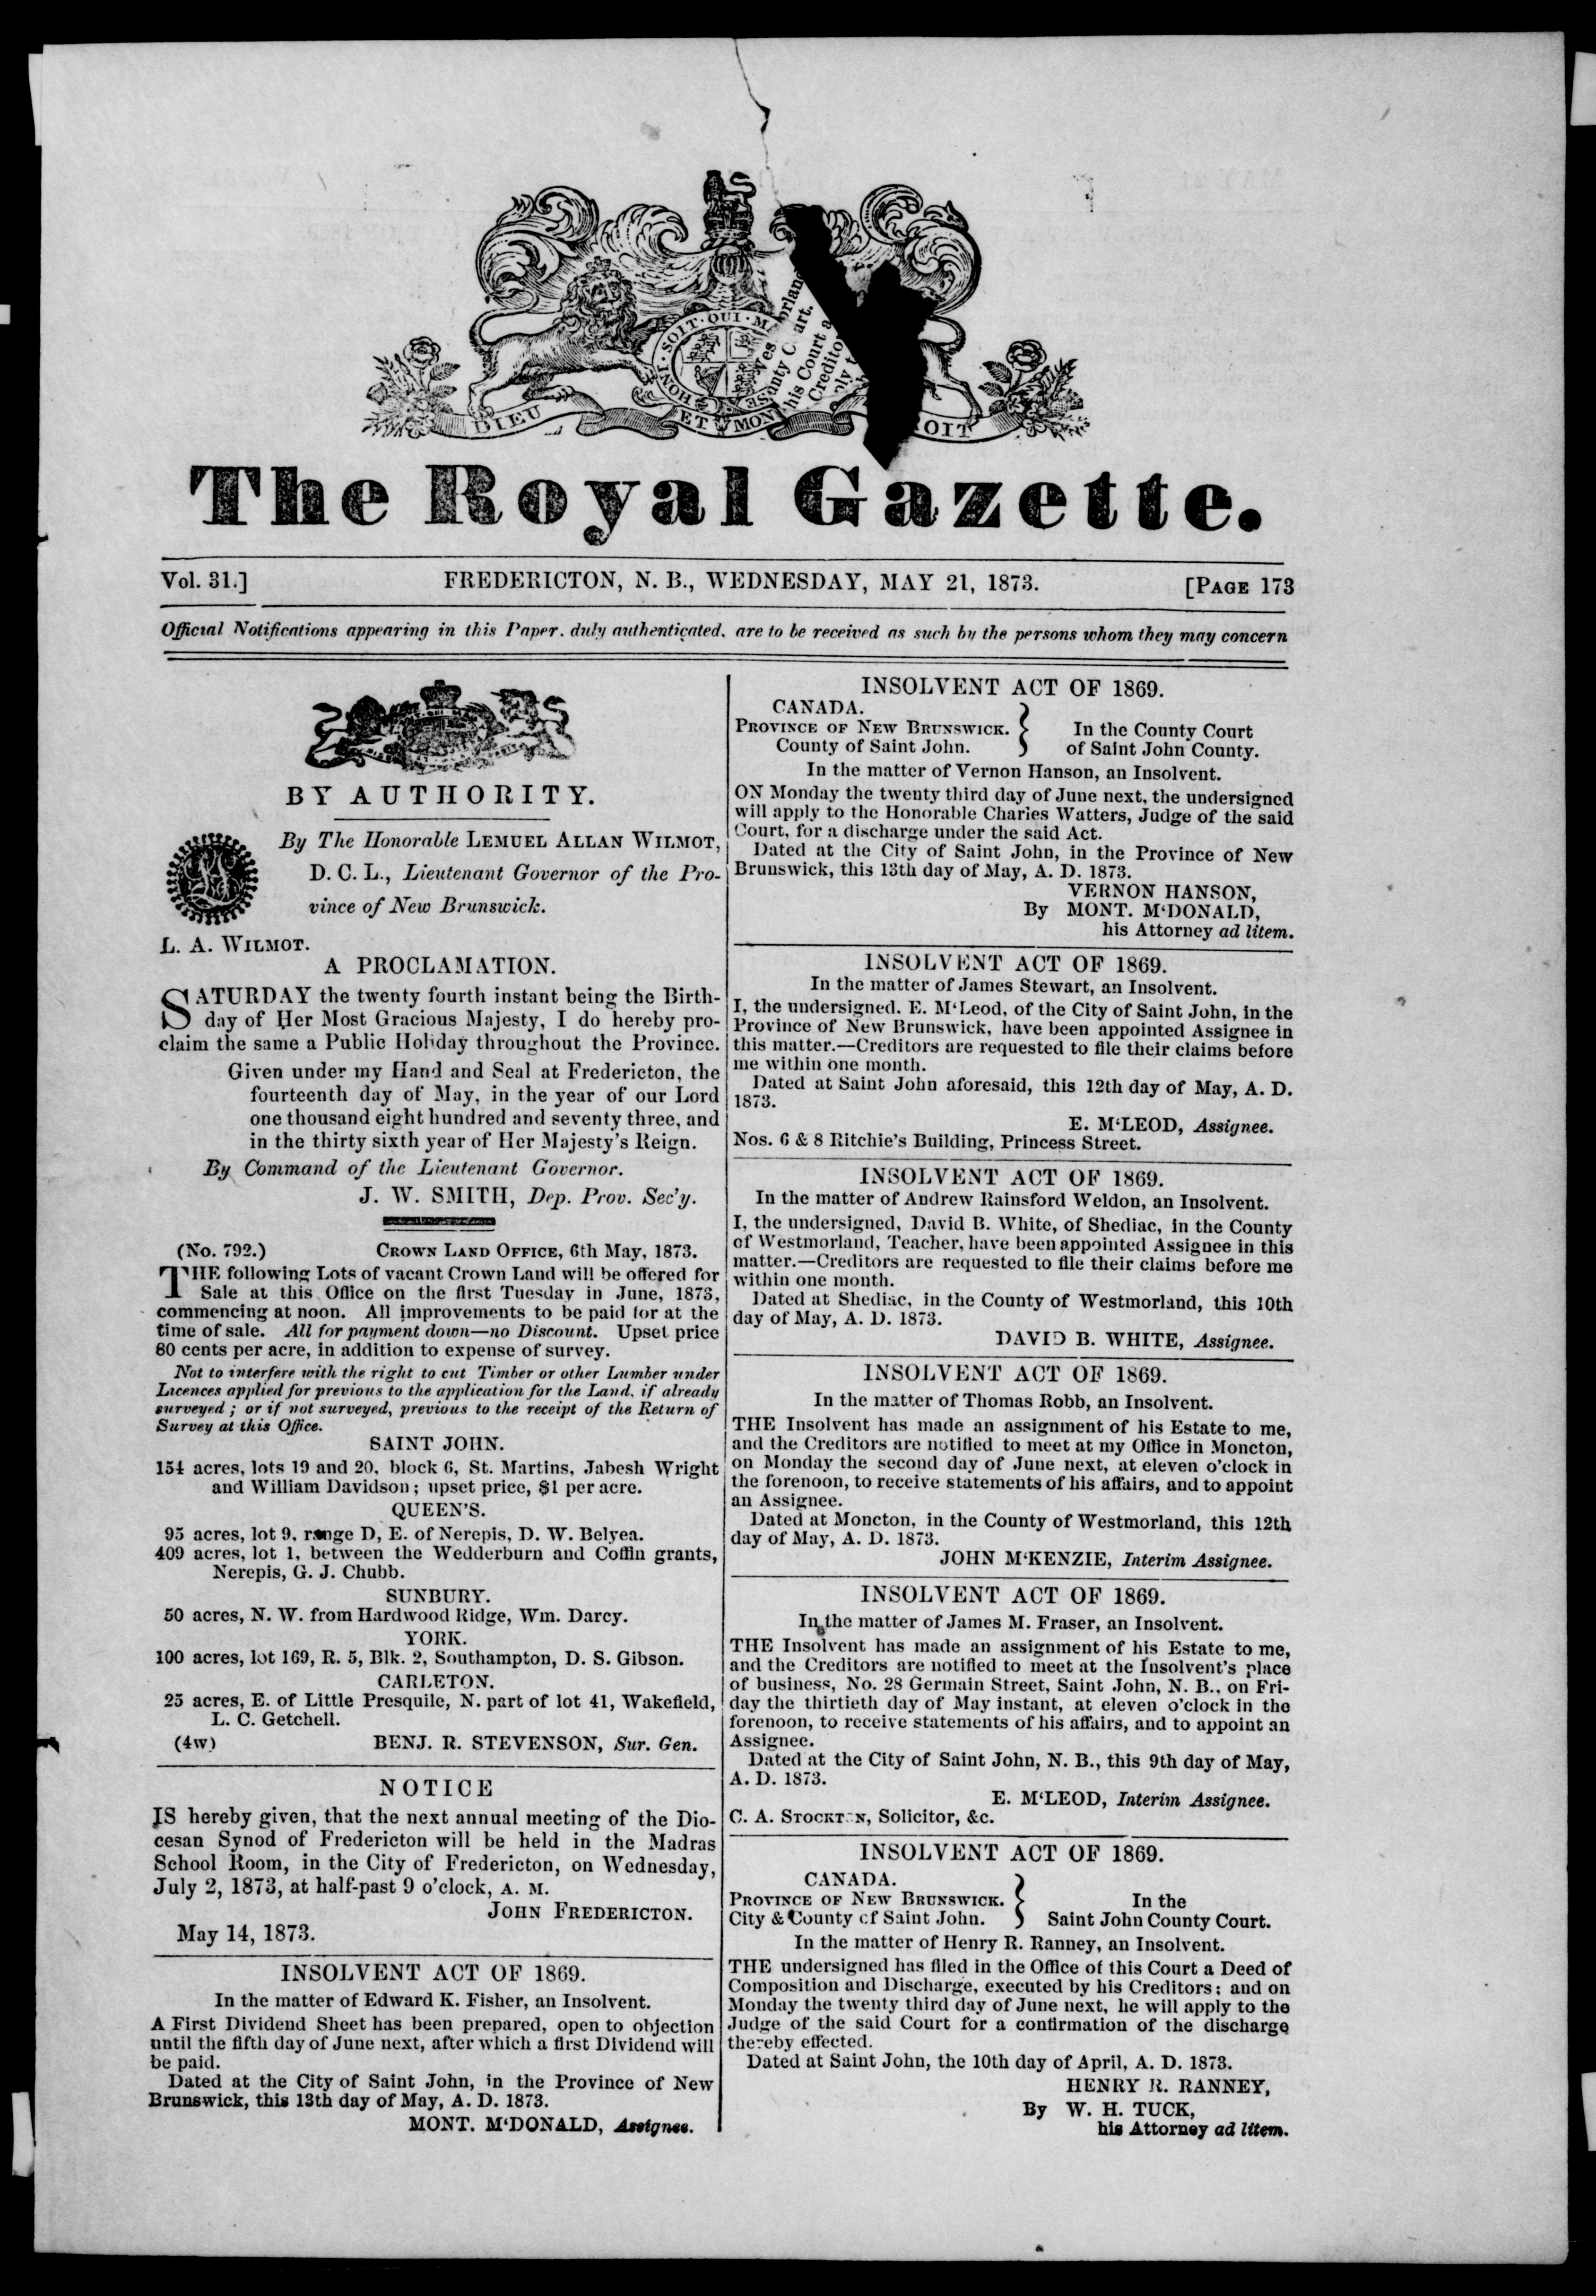 HONI · SOIT · QUI · M
DIEU
ET MON
OIT
orland
art.
his Court a
Credito
The Royal Gazette.
Vol. 31.] FREDERICTON, N. B., WEDNESDAY, MAY 21, 1873. [PAGE 173
Official Notifications appearing in this Paper, duly authenticated, are to be received as such by the persons whom they may concern
BY AUTHORITY.
By The Honorable LEMUEL ALLAN WILMOT,
D. C. L., Lieutenant Governor of the Pro-
vince of New Brunswick.
L. A. WILMOT.
A PROCLAMATION.
SATURDAY the twenty fourth instant being the Birth-
day of Her Most Gracious Majesty, I do hereby pro-
claim the same a Public Holiday throughout the Province.
Given under my Hand and Seal at Fredericton, the
fourteenth day of May, in the year of our Lord
one thousand eight hundred and seventy three, and
in the thirty sixth year of Her Majesty's Reign.
By Command of the Lieutenant Governor.
J. W. SMITH, Dep. Prov. Sec'y.
(No. 792.) CROWN LAND OFFICE, 6th May, 1873.
THE following Lots of vacant Crown Land will be offered for
Sale at this Office on the first Tuesday in June, 1873,
commencing at noon. All improvements to be paid for at the
time of sale. All for payment down—no Discount. Upset price
60 cents per acre, in addition to expense of survey.
Not to interfere with the right to cut Timber or other Lumber under
Licences applied for previous to the application for the Land, if already
surveyed; or if not surveyed, previous to the receipt of the Return of
Survey at this Office.
SAINT JOHN.
154 acres, lots 19 and 20, block 6, St. Martins, Jabesh Wright
and William Davidson; upset price, $1 per acre.
QUEEN'S.
95 acres, lot 9, range D, E. of Nerepis, D. W. Belyea.
409 acres, lot 1, between the Wedderburn and Coffin grants,
Nerepis, G. J. Chubb.
SUNBURY.
50 acres, N. W. from Hardwood Ridge, Wm. Darcy.
YORK.
100 acres, lot 169, R. 5, Blk. 2, Southampton, D. S. Gibson.
CARLETON.
25 acres, E. of Little Presquile, N. part of lot 41, Wakefield,
L. C. Getchell.
(4w) BENJ. R. STEVENSON, Sur. Gen.
NOTICE
IS hereby given, that the next annual meeting of the Dio-
cesan Synod of Fredericton will be held in the Madras
School Room, in the City of Fredericton, on Wednesday,
July 2, 1873, at half-past 9 o'clock, A. M.
JOHN FREDERICTON.
May 14, 1873.
INSOLVENT ACT OF 1869.
In the matter of Edward K. Fisher, an Insolvent.
A First Dividend Sheet has been prepared, open to objection
until the fifth day of June next, after which a first Dividend will
be paid.
Dated at the City of Saint John, in the Province of New
Brunswick, this 13th day of May, A. D. 1873.
MONT. M'DONALD, Assignee.
INSOLVENT ACT OF 1869.
CANADA.
PROVINCE OF NEW BRUNSWICK. } In the County Court
County of Saint John. of Saint John County.
In the matter of Vernon Hanson, an Insolvent.
ON Monday the twenty third day of June next, the undersigned
will apply to the Honorable Charles Watters, Judge of the said
Court, for a discharge under the said Act.
Dated at the City of Saint John, in the Province of New
Brunswick, this 13th day of May, A. D. 1873.
VERNON HANSON,
By MONT. M'DONALD,
his Attorney ad litem.
INSOLVENT ACT OF 1869.
In the matter of James Stewart, an Insolvent.
I, the undersigned. E. M'Leod, of the City of Saint John, in the
Province of New Brunswick, have been appointed Assignee in
this matter.—Creditors are requested to file their claims before
me within one month.
Dated at Saint John aforesaid, this 12th day of May, A. D.
1873.
E. M'LEOD, Assignee.
Nos. 6 & 8 Ritchie's Building, Princess Street.
INSOLVENT ACT OF 1869.
In the matter of Andrew Rainsford Weldon, an Insolvent.
I, the undersigned, David B. White, of Shediac, in the County
of Westmorland, Teacher, have been appointed Assignee in this
matter.—Creditors are requested to file their claims before me
within one month.
Dated at Shediac, in the County of Westmorland, this 10th
day of May, A. D. 1873.
DAVID B. WHITE, Assignee.
INSOLVENT ACT OF 1869.
In the matter of Thomas Robb, an Insolvent.
THE Insolvent has made an assignment of his Estate to me,
and the Creditors are notified to meet at my Office in Moncton,
on Monday the second day of June next, at eleven o'clock in
the forenoon, to receive statements of his affairs, and to appoint
an Assignee.
Dated at Moncton, in the County of Westmorland, this 12th
day of May, A. D. 1873.
JOHN M'KENZIE, Interim Assignee.
INSOLVENT ACT OF 1869.
In the matter of James M. Fraser, an Insolvent.
THE Insolvent has made an assignment of his Estate to me,
and the Creditors are notified to meet at the Insolvent's place
of business, No. 28 Germain Street, Saint John, N. B., on Fri-
day the thirtieth day of May instant, at eleven o'clock in the
forenoon, to receive statements of his affairs, and to appoint an
Assignee.
Dated at the City of Saint John, N. B., this 9th day of May,
A. D. 1873.
E. M'LEOD, Interim Assignee.
C. A. STOCKTON, Solicitor, &c.
INSOLVENT ACT OF 1869.
CANADA.
PROVINCE OF NEW BRUNSWICK. } In the
City & County of Saint John. Saint John County Court.
In the matter of Henry R. Ranney, an Insolvent.
THE undersigned has filed in the Office of this Court a Deed of
Composition and Discharge, executed by his Creditors; and on
Monday the twenty third day of June next, he will apply to the
Judge of the said Court for a confirmation of the discharge
thereby effected.
Dated at Saint John, the 10th day of April, A. D. 1873.
HENRY R. RANNEY,
By W. H. TUCK,
his Attorney ad litem.